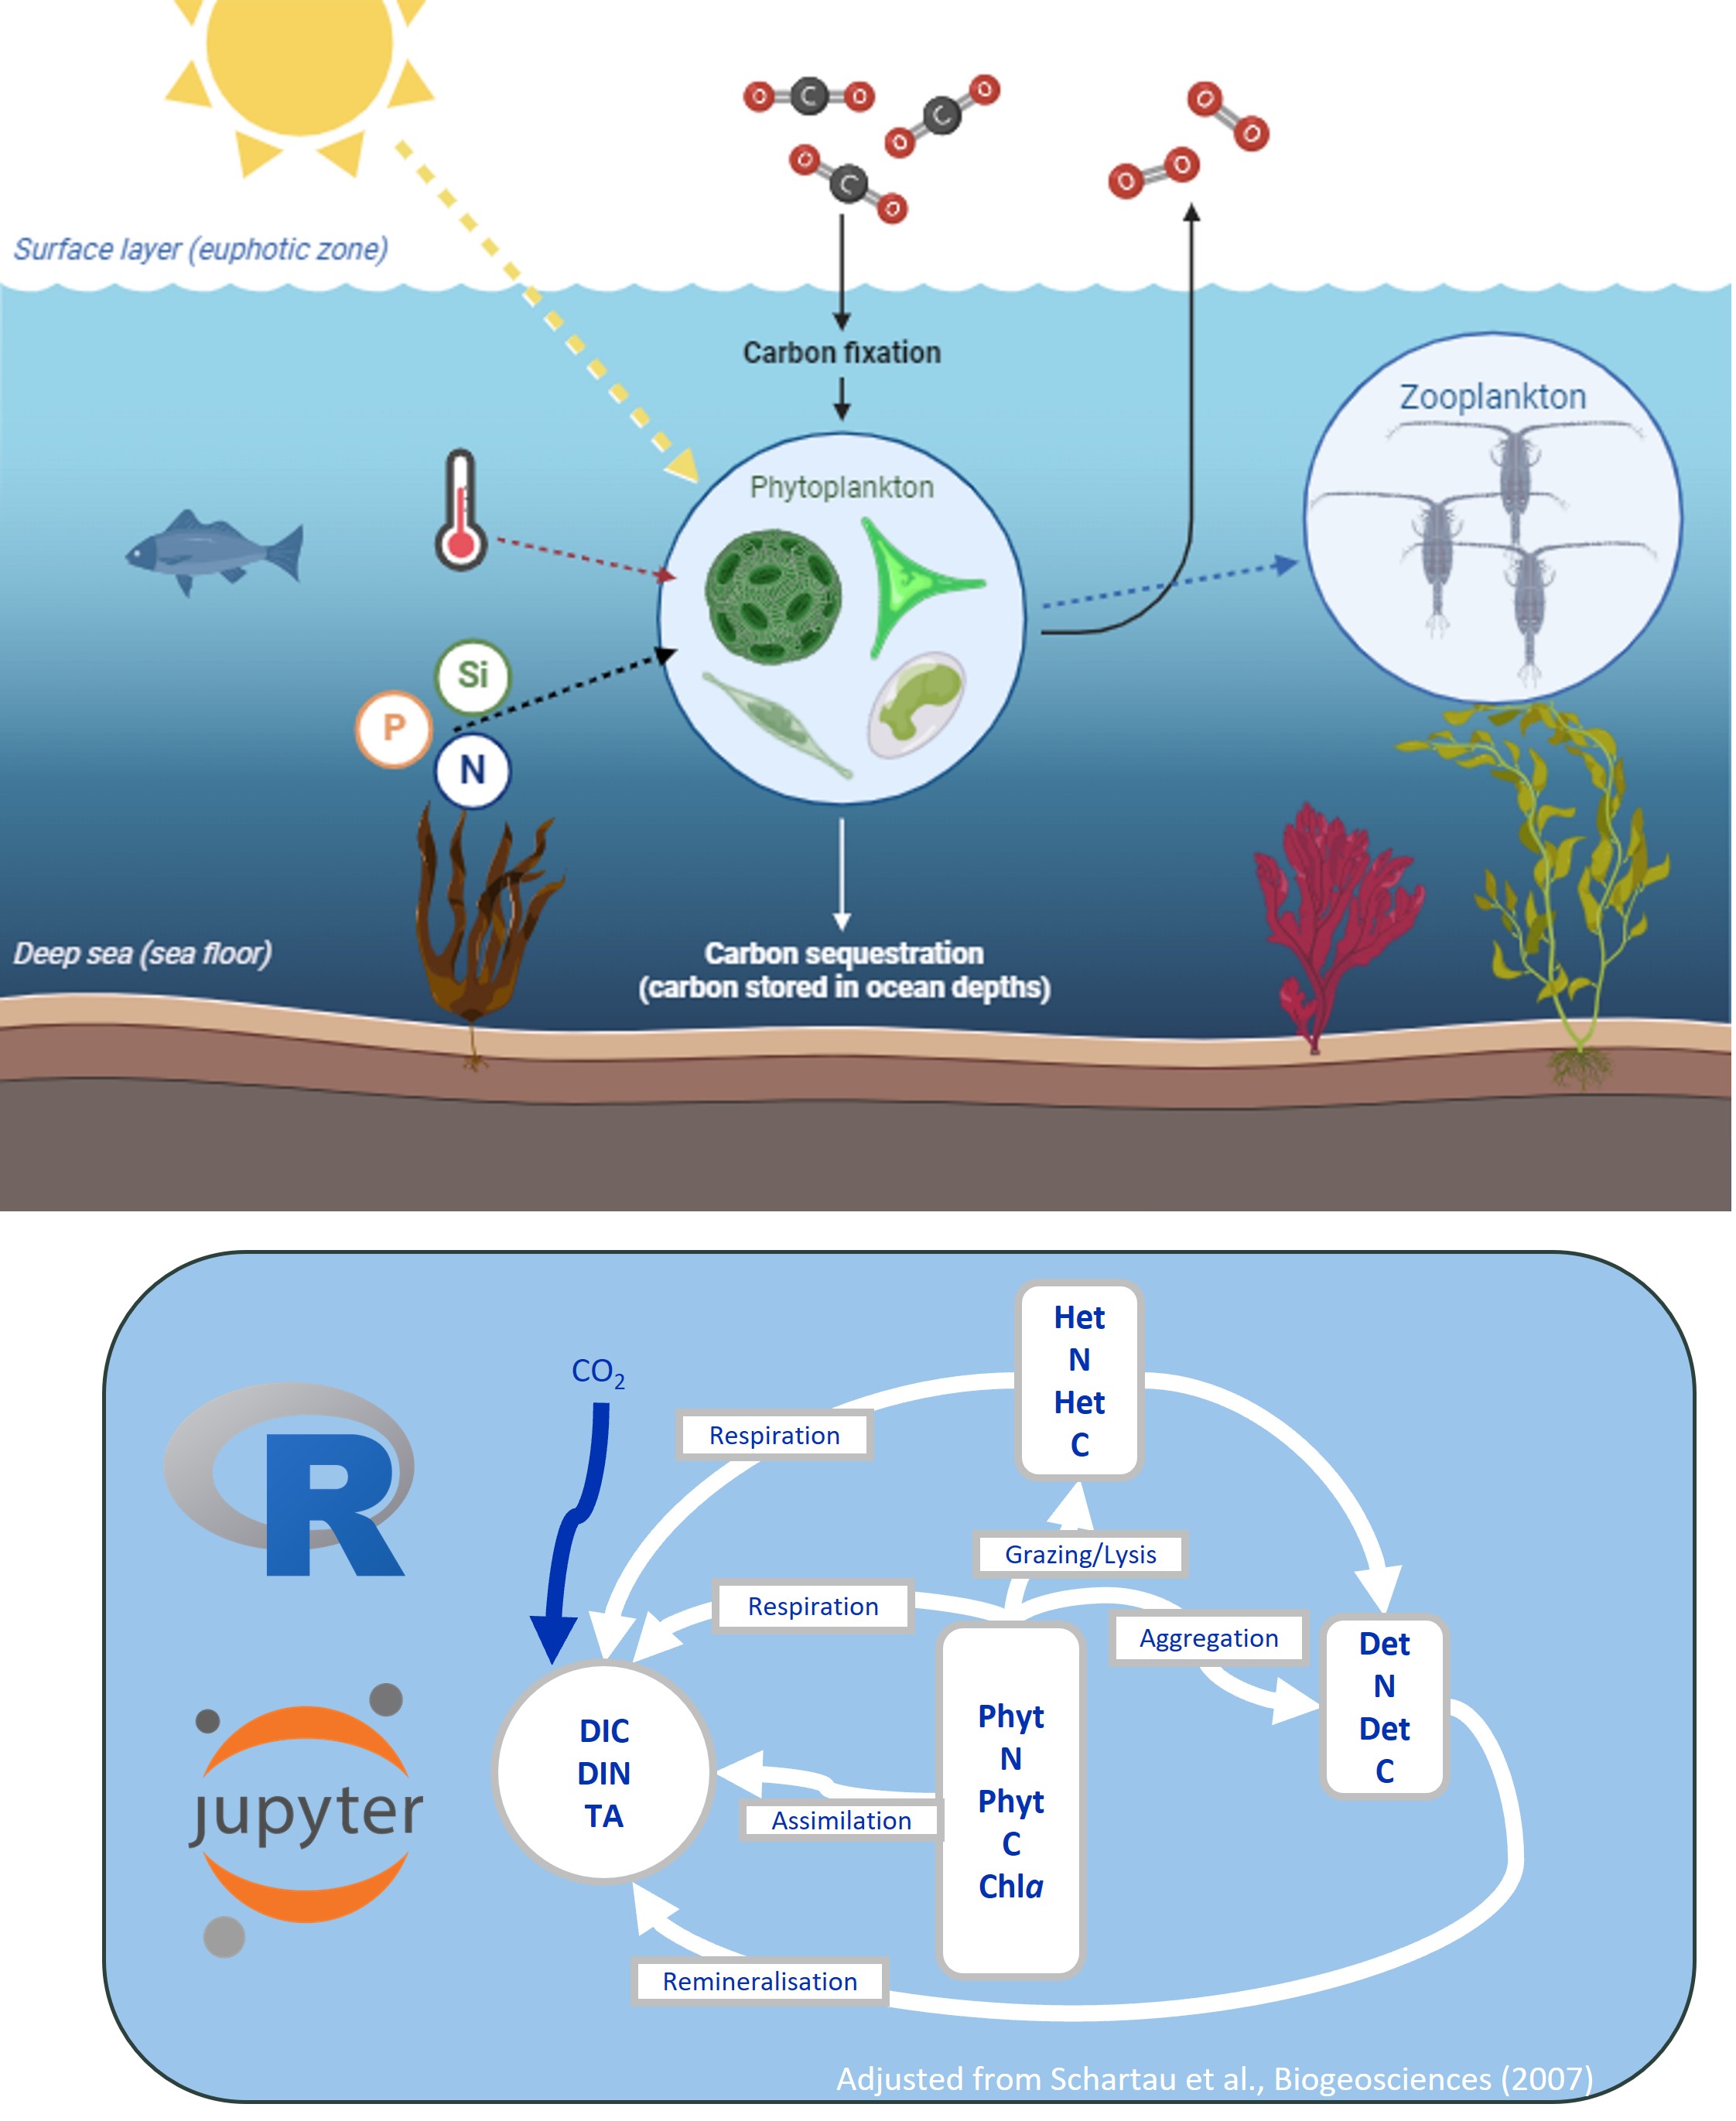 O C O
C O
O
O
C
O
O
O
O
O
Surface layer (euphotic zone)
Carbon fixation
Zooplankton
Phytoplankton
Si
P
N
Deep sea (sea floor)
Carbon sequestration
(carbon stored in ocean depths)
Het
N
Het
C
CO2
Respiration
R
Grazing/Lysis
Respiration
Aggregation
Det
N
Det
C
Phyt
N
Phyt
C
Chla
DIC
DIN
TA
jupyter
Assimilation
Remineralisation
Adjusted from Schartau et al., Biogeosciences (2007)